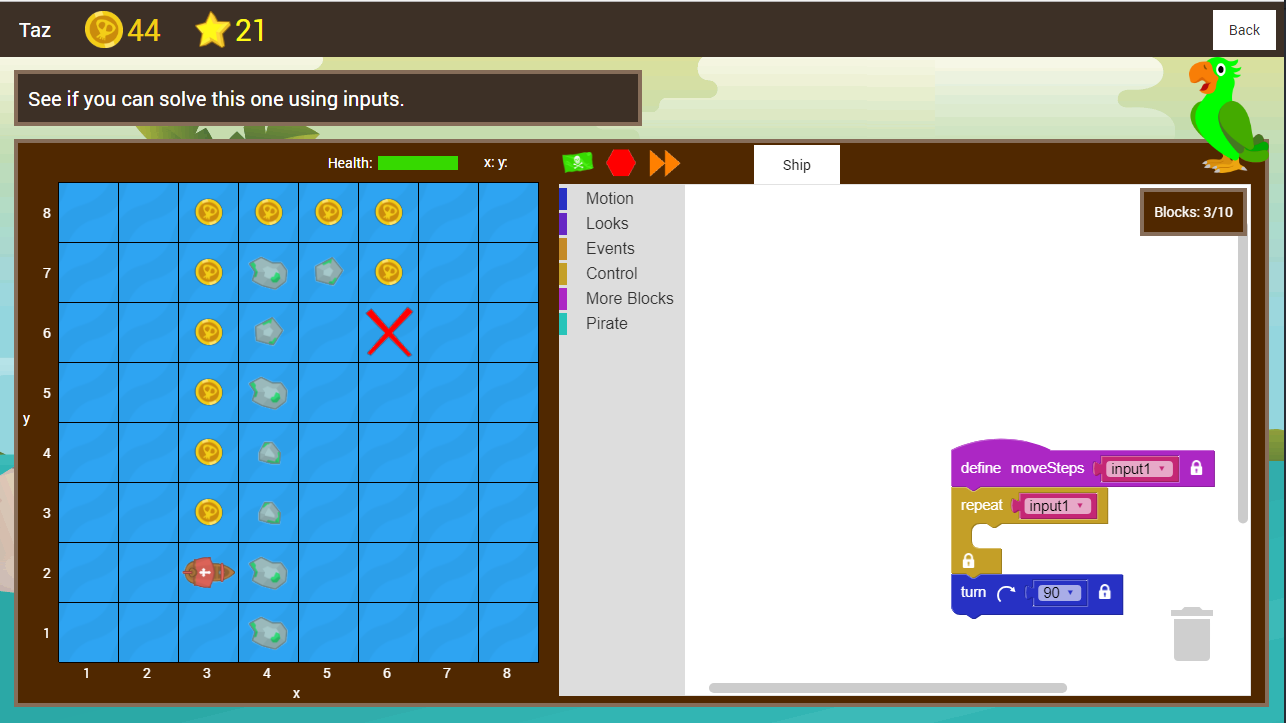 Taz 44 21 Back
See if you can solve this one using inputs.
Health: x: y: Ship
Motion
Looks
Events
Control
More Blocks
Pirate
Blocks: 3/10
8
7
6
5
y
4
3
2
1
1 2 3 4 5 6 7 8
x
define moveSteps input1
repeat input1
turn 90